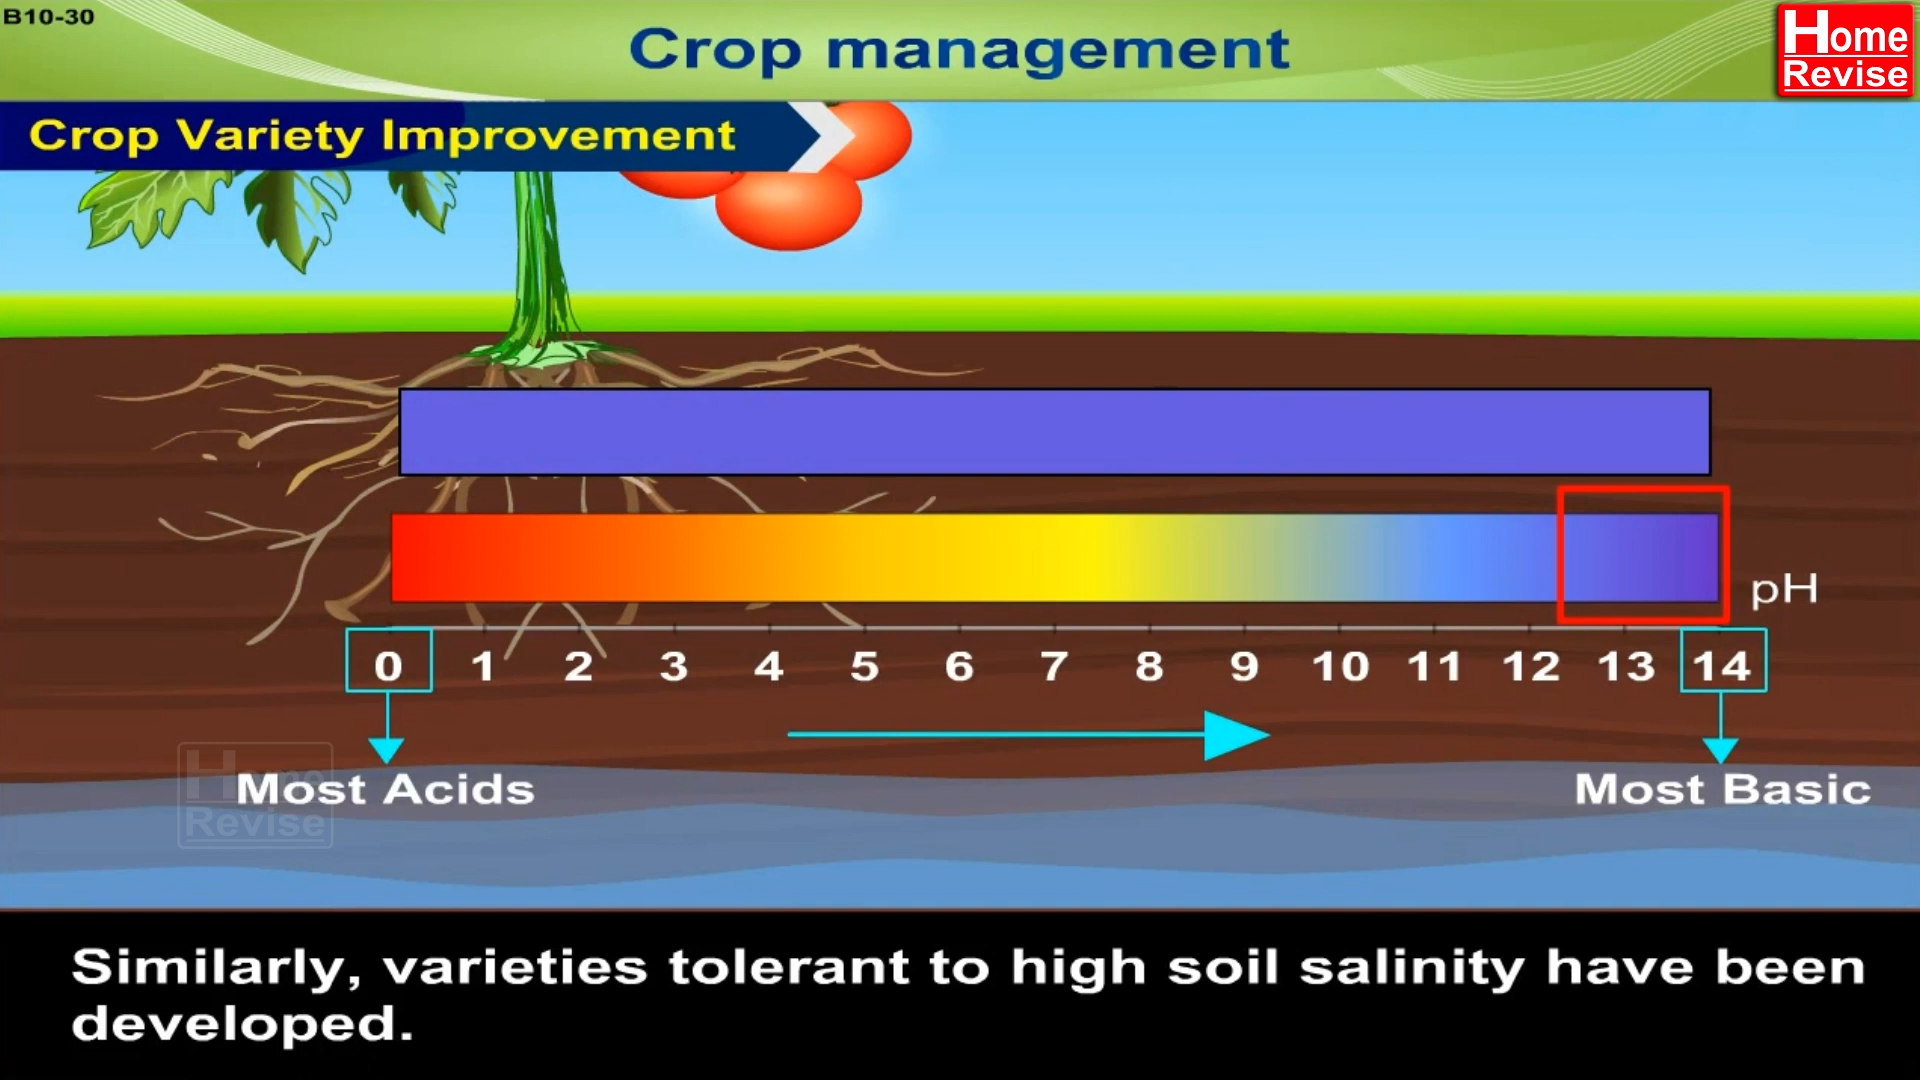 B10-30
Crop management
Home
Revise
Crop Variety Improvement
pH
0 1 2 3 4 5 6 7 8 9 10 11 12 13 14
Most Acids
Most Basic
Home
Revise
Similarly, varieties tolerant to high soil salinity have been
developed.